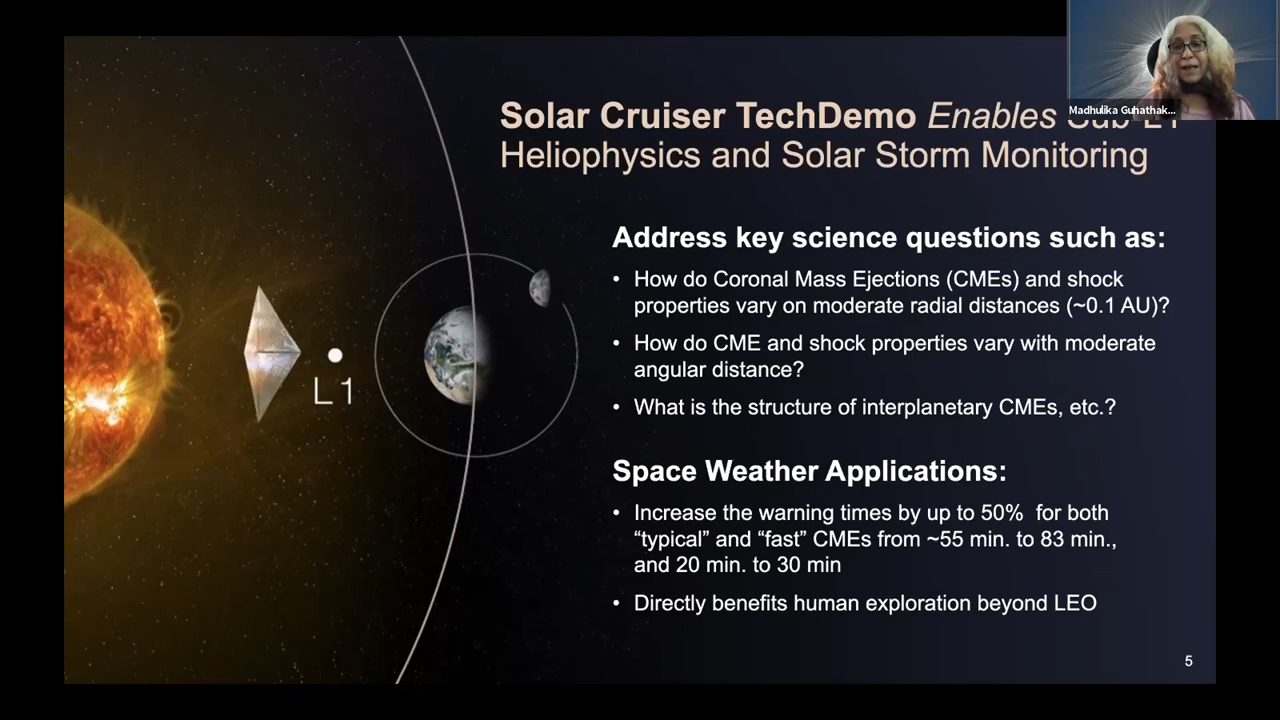 Madhulika Guhathak...
Solar Cruiser TechDemo Enables Sub-L1
Heliophysics and Solar Storm Monitoring
Address key science questions such as:
• How do Coronal Mass Ejections (CMEs) and shock
properties vary on moderate radial distances (~0.1 AU)?
• How do CME and shock properties vary with moderate
angular distance?
• What is the structure of interplanetary CMEs, etc.?
L1
Space Weather Applications:
• Increase the warning times by up to 50% for both
“typical” and “fast” CMEs from ~55 min. to 83 min.,
and 20 min. to 30 min
• Directly benefits human exploration beyond LEO
5